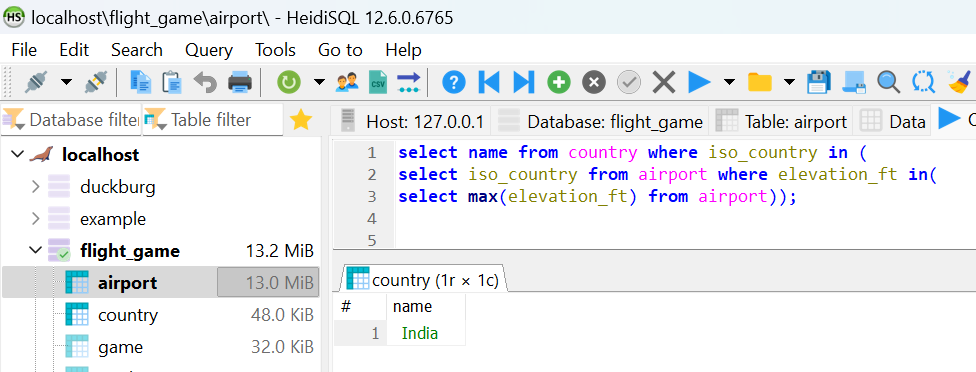 HS localhost\flight_game\airport\ - HeidiSQL 12.6.0.6765
File Edit Search Query Tools Go to Help
CSV
Database filter Table filter
Host: 127.0.0.1 Database: flight_game Table: airport Data
localhost
duckburg
example
flight_game 13.2 MiB
airport 13.0 MiB
country 48.0 KiB
game 32.0 KiB
1 select name from country where iso_country in (
2 select iso_country from airport where elevation_ft in(
3 select max(elevation_ft) from airport));
4
5
country (1r × 1c)
# name
1 India